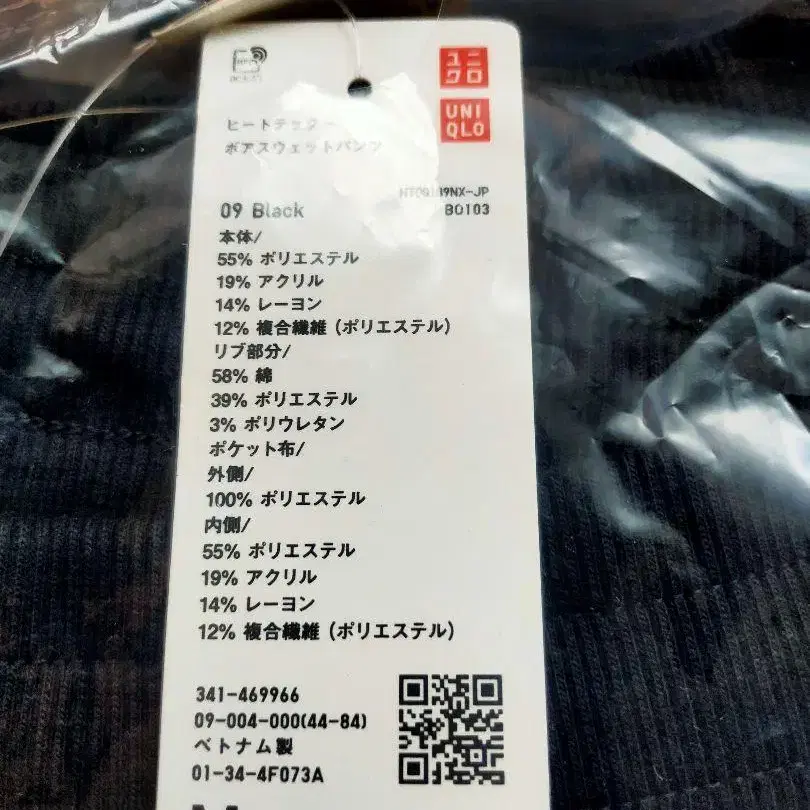 ユニ
クロ
UNI
QLO
ヒートテック
ボアスウェットパンツ
09 Black
B0103
本体/
55% ポリエステル
19% アクリル
14% レーヨン
12% 複合繊維 (ポリエステル)
リブ部分/
58% 綿
39% ポリエステル
3% ポリウレタン
ポケット布/
外側/
100% ポリエステル
内側/
55% ポリエステル
19% アクリル
14% レーヨン
12% 複合繊維 (ポリエステル)
341-469966
09-004-000(44-84)
ベトナム製
01-34-4F073A